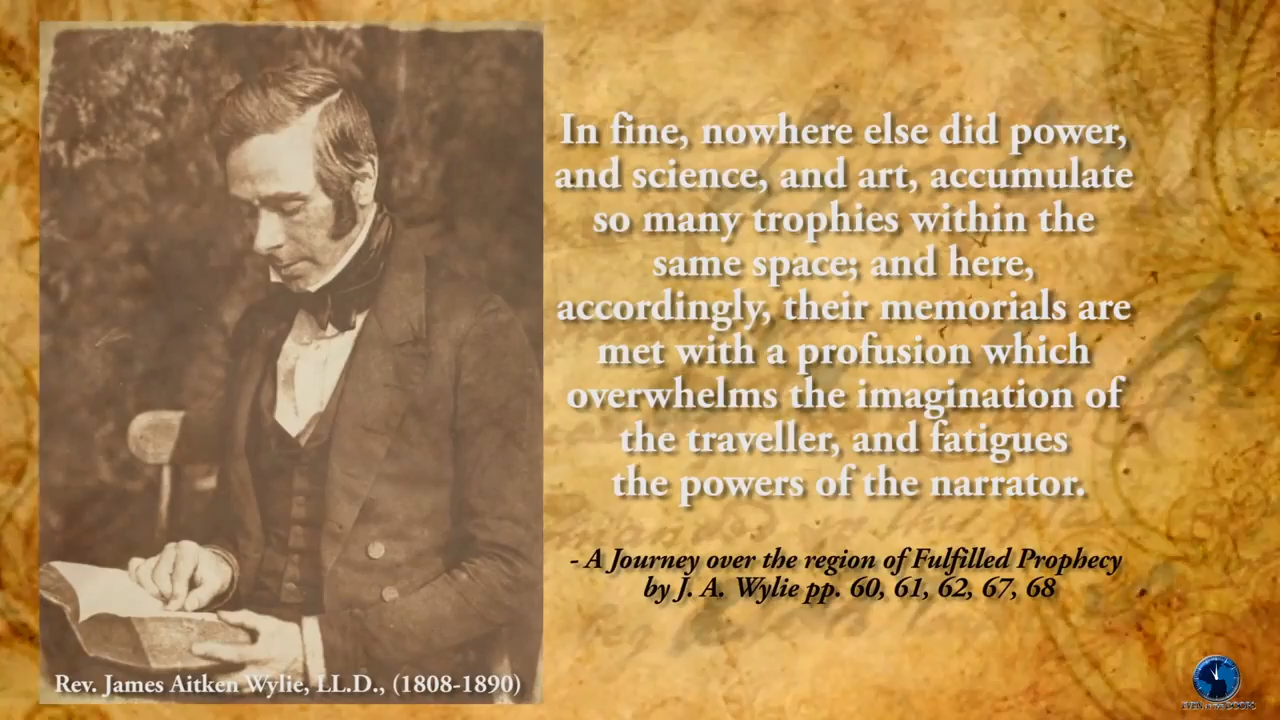 In fine, nowhere else did power,
and science, and art, accumulate
so many trophies within the
same space; and here,
accordingly, their memorials are
met with a profusion which
overwhelms the imagination of
the traveller, and fatigues
the powers of the narrator.
- A Journey over the region of Fulfilled Prophecy
by J. A. Wylie pp. 60, 61, 62, 67, 68
Rev. James Aitken Wylie, LL.D., (1808-1890)